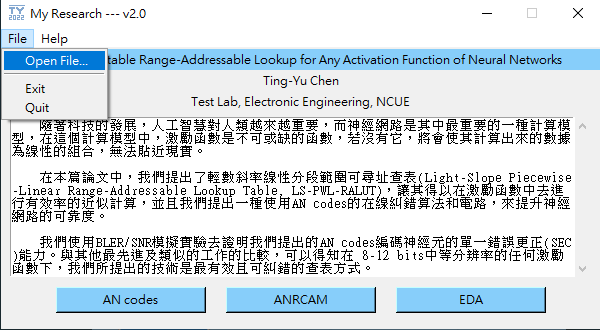 TY
2022
My Research --- v2.0
File Help
Open File...
Exit
Quit
table Range-Addressable Lookup for Any Activation Function of Neural Networks
Ting-Yu Chen
Test Lab, Electronic Engineering, NCUE
隨著科技的發展，人工智慧對人類越來越重要，而神經網路是其中最重要的一種計算模
型，在這個計算模型中，激勵函數是不可或缺的函數，若沒有它，將會使其計算出來的數據
為線性的組合，無法貼近現實。
在本篇論文中，我們提出了輕數斜率線性分段範圍可尋址查表(Light-Slope Piecewise
-Linear Range-Addressable Lookup Table, LS-PWL-RALUT)，讓其得以在激勵函數中去進
行有效率的近似計算，並且我們提出一種使用AN codes的在線糾錯算法和電路，來提升神經
網路的可靠度。
我們使用BLER/SNR模擬實驗去證明我們提出的AN codes編碼神經元的單一錯誤更正(SEC
)能力。與其他最先進及類似的工作的比較，可以得知在 8-12 bits中等分辨率的任何激勵
函數下，我們所提出的技術是最有效且可糾錯的查表方式。
AN codes
ANRCAM
EDA